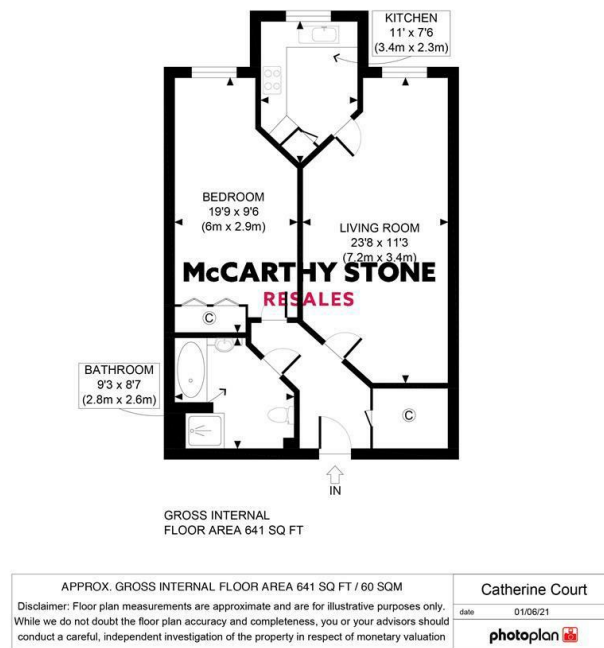 KITCHEN
11' x 7'6
(3.4m x 2.3m)
BEDROOM
19'9 x 9'6
(6m x 2.9m)
LIVING ROOM
23'8 x 11'3
(7.2m x 3.4m)
McCARTHY STONE
RESALES
C
BATHROOM
9'3 x 8'7
(2.8m x 2.6m)
C
IN
GROSS INTERNAL
FLOOR AREA 641 SQ FT
APPROX. GROSS INTERNAL FLOOR AREA 641 SQ FT / 60 SQM
Disclaimer: Floor plan measurements are approximate and are for illustrative purposes only.
While we do not doubt the floor plan accuracy and completeness, you or your advisors should
conduct a careful, independent investigation of the property in respect of monetary valuation
Catherine Court
date 01/06/21
photoplan